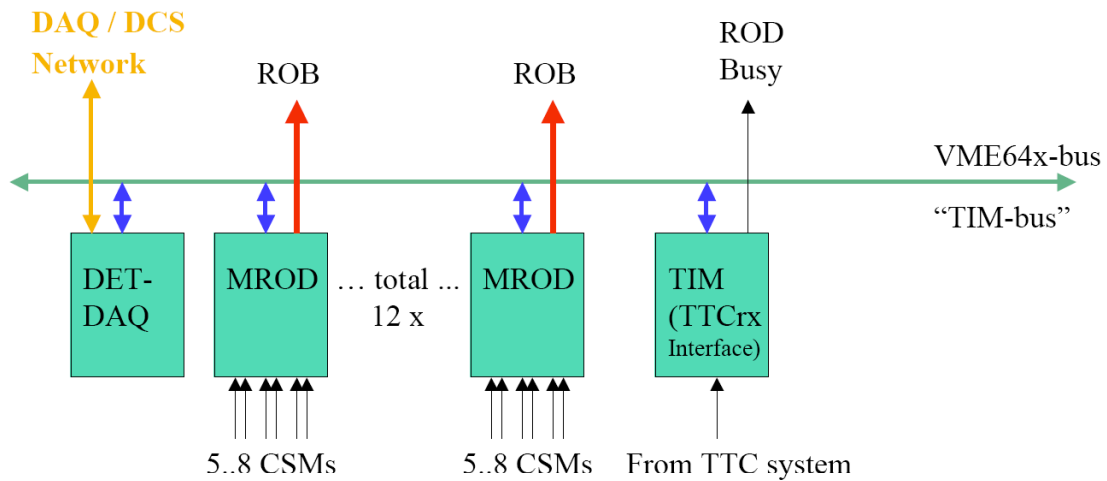 DAQ / DCS
Network
ROB
ROB
ROD
Busy
VME64x-bus
“TIM-bus”
DET-
DAQ
MROD
… total ...
12 x
MROD
TIM
(TTCrx
Interface)
5..8 CSMs
5..8 CSMs
From TTC system